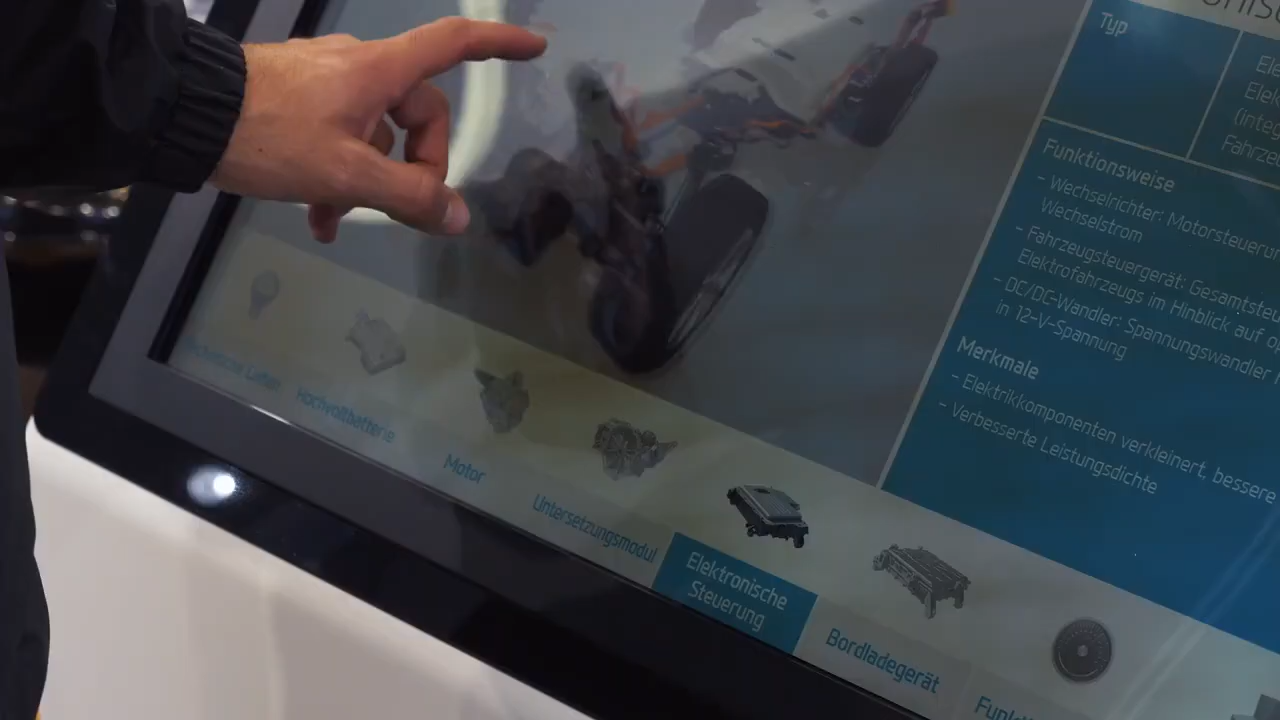 Typ
Funktionsweise
- Wechselrichter: Motorsteuerun
Wechselstrom
- Fahrzeugsteuergerät: Gesamtsteu
Elektrofahrzeugs im Hinblick auf op
- DC/DC-Wandler: Spannungswandler
in 12-V-Spannung
Merkmale
- Elektrikkomponenten verkleinert, bessere
- Verbesserte Leistungsdichte
Hochvoltbatterie
Motor
Untersetzungsmodul
Elektronische
Steuerung
Bordladegerät